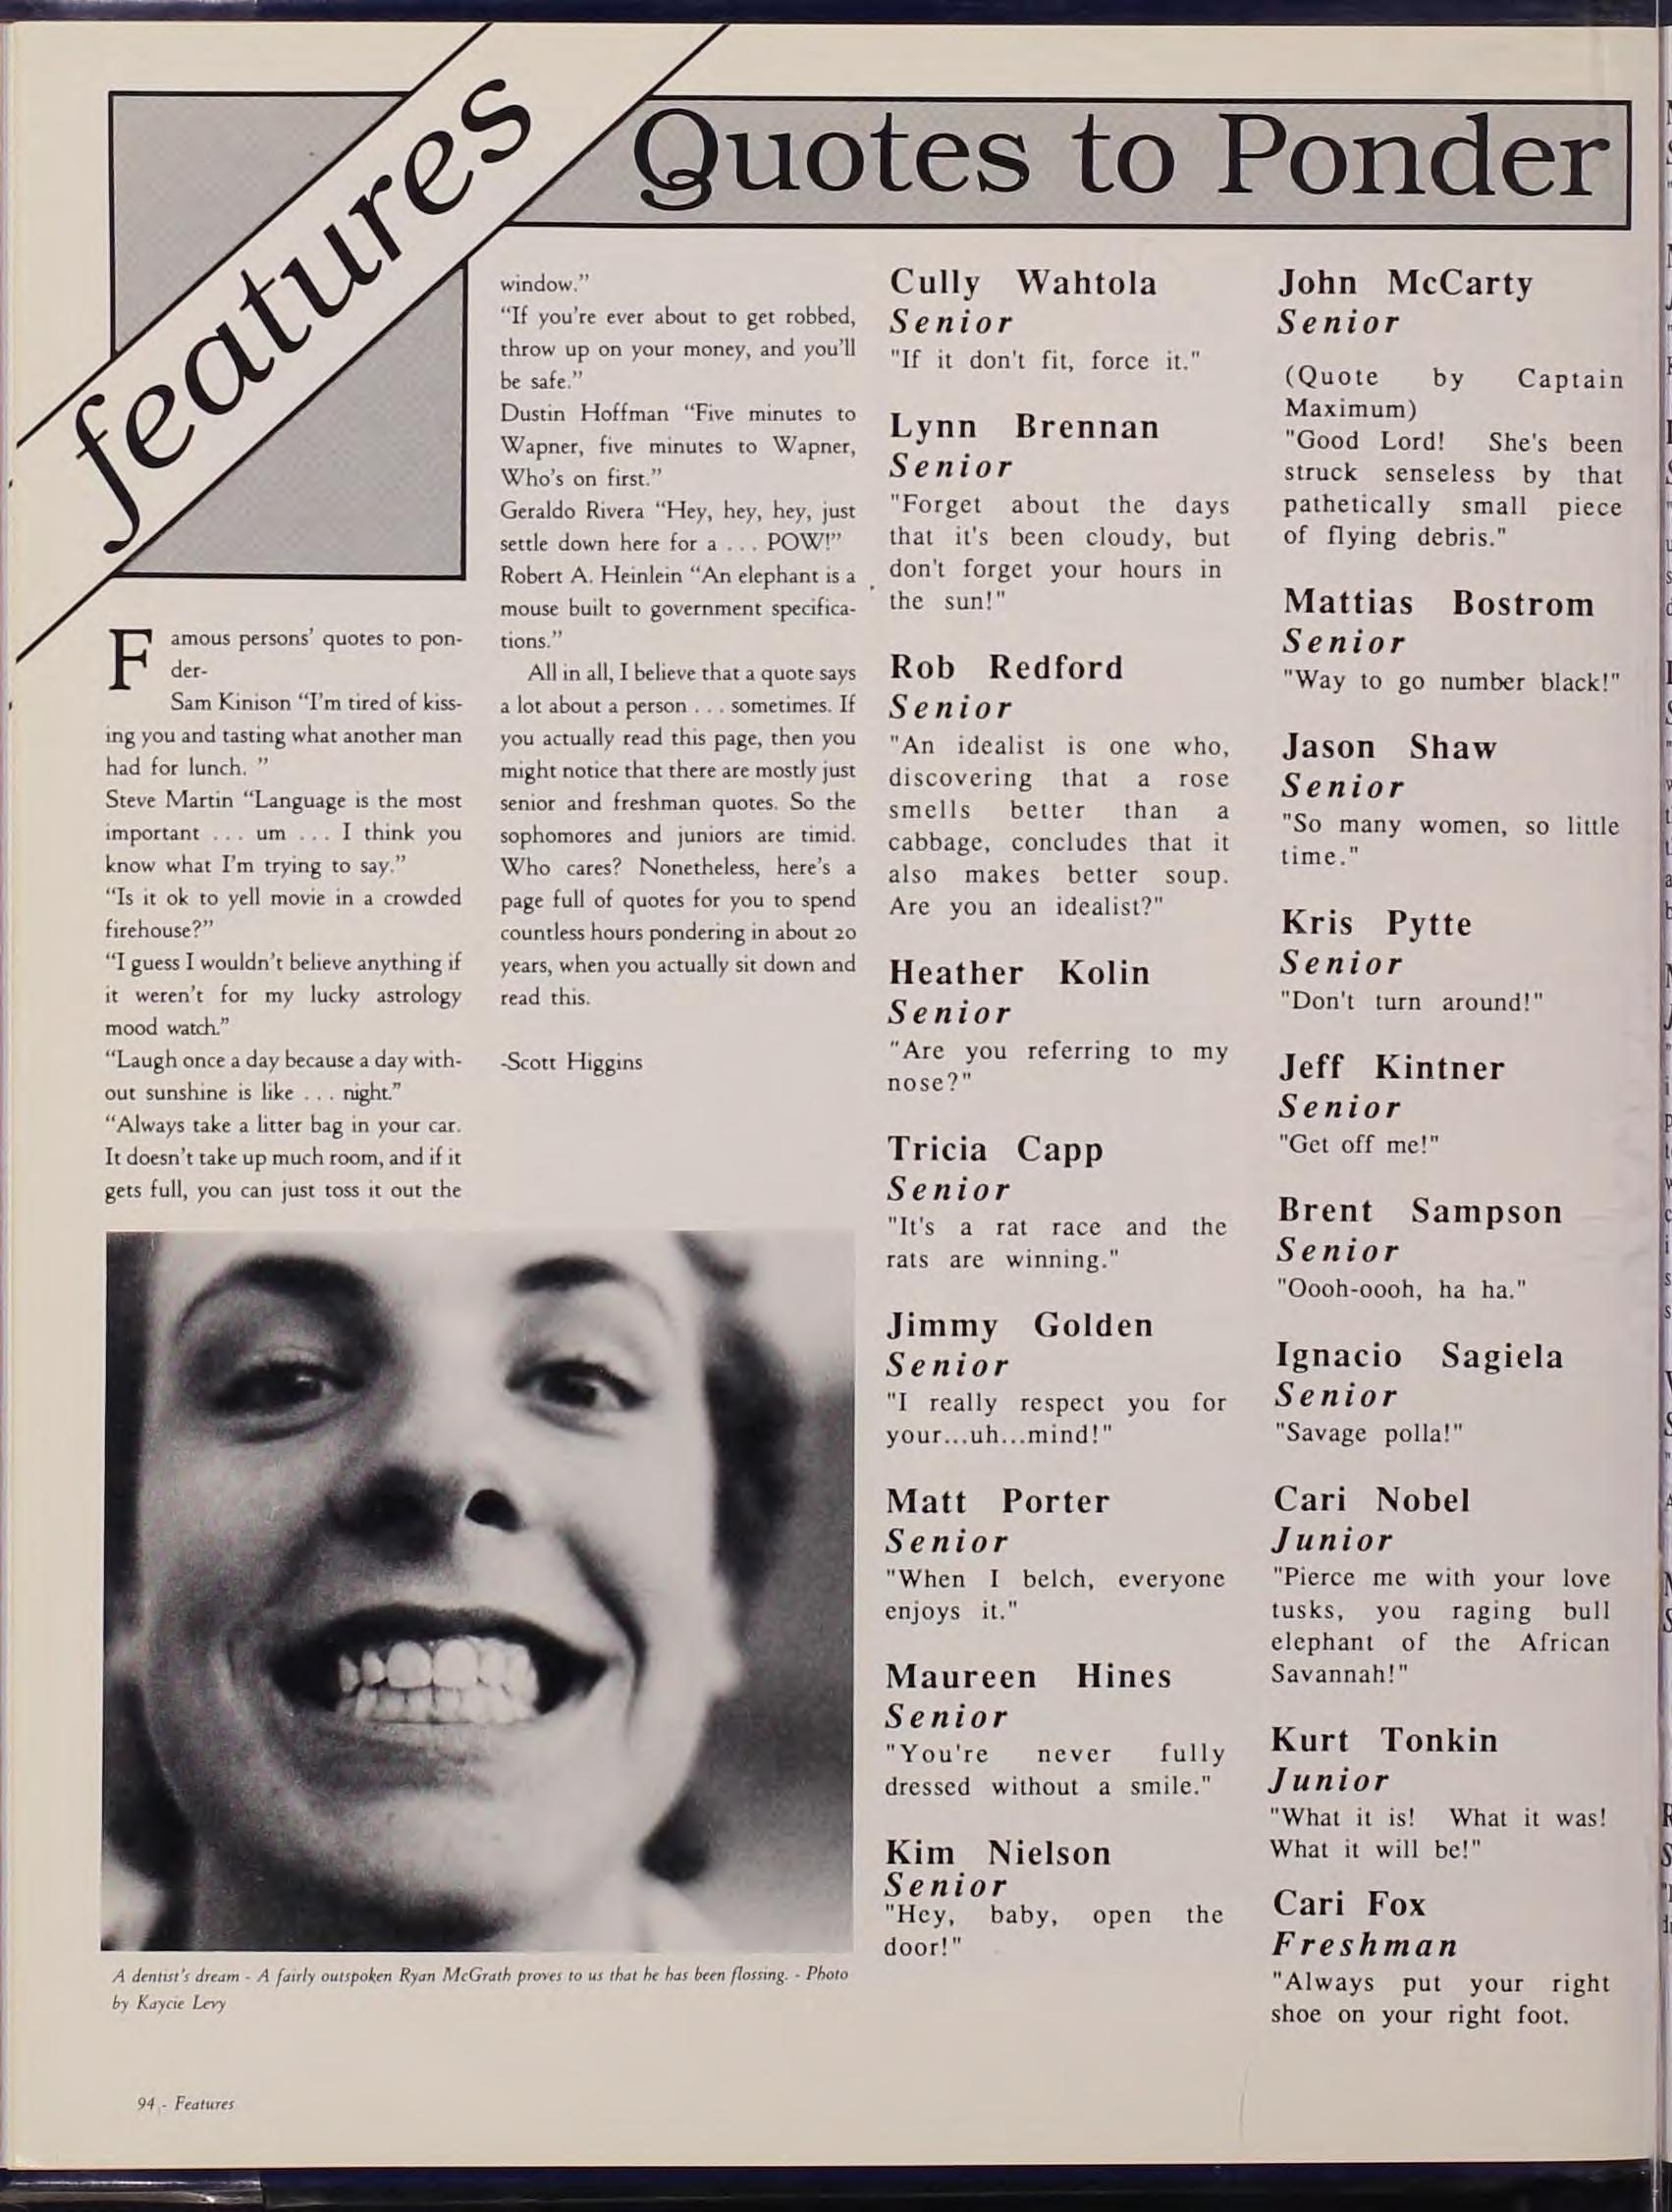 features
Quotes to Ponder
Famous persons' quotes to pon-
der-
Sam Kinison "I'm tired of kiss-
ing you and tasting what another man
had for lunch. "
Steve Martin "Language is the most
important . . . um . . . I think you
know what I'm trying to say."
"Is it ok to yell movie in a crowded
firehouse?"
"I guess I wouldn't believe anything if
it weren't for my lucky astrology
mood watch."
"Laugh once a day because a day with-
out sunshine is like . . . night."
"Always take a litter bag in your car.
It doesn't take up much room, and if it
gets full, you can just toss it out the
window."
"If you're ever about to get robbed,
throw up on your money, and you'll
be safe."
Dustin Hoffman "Five minutes to
Wapner, five minutes to Wapner,
Who's on first."
Geraldo Rivera "Hey, hey, hey, just
settle down here for a . . . POW!"
Robert A. Heinlein "An elephant is a
mouse built to government specifica-
tions."
All in all, I believe that a quote says
a lot about a person . . . sometimes. If
you actually read this page, then you
might notice that there are mostly just
senior and freshman quotes. So the
sophomores and juniors are timid.
Who cares? Nonetheless, here's a
page full of quotes for you to spend
countless hours pondering in about 20
years, when you actually sit down and
read this.
-Scott Higgins
A dentist's dream - A fairly outspoken Ryan McGrath proves to us that he has been flossing. - Photo
by Kaycie Levy
Cully Wahtola
Senior
"If it don't fit, force it."
Lynn Brennan
Senior
"Forget about the days
that it's been cloudy, but
don't forget your hours in
the sun!"
Rob Redford
Senior
"An idealist is one who,
discovering that a rose
smells better than a
cabbage, concludes that it
also makes better soup.
Are you an idealist?"
Heather Kolin
Senior
"Are you referring to my
nose?"
Tricia Capp
Senior
"It's a rat race and the
rats are winning."
Jimmy Golden
Senior
"I really respect you for
your...uh...mind!"
Matt Porter
Senior
"When I belch, everyone
enjoys it."
Maureen Hines
Senior
"You're never fully
dressed without a smile."
Kim Nielson
Senior
"Hey, baby, open the
door!"
John McCarty
Senior
(Quote by Captain
Maximum)
"Good Lord! She's been
struck senseless by that
pathetically small piece
of flying debris."
Mattias Bostrom
Senior
"Way to go number black!"
Jason Shaw
Senior
"So many women, so little
time."
Kris Pytte
Senior
"Don't turn around!"
Jeff Kintner
Senior
"Get off me!"
Brent Sampson
Senior
"Oooh-oooh, ha ha."
Ignacio Sagiela
Senior
"Savage polla!"
Cari Nobel
Junior
"Pierce me with your love
tusks, you raging bull
elephant of the African
Savannah!"
Kurt Tonkin
Junior
"What it is! What it was!
What it will be!"
Cari Fox
Freshman
"Always put your right
shoe on your right foot.
94 - Features